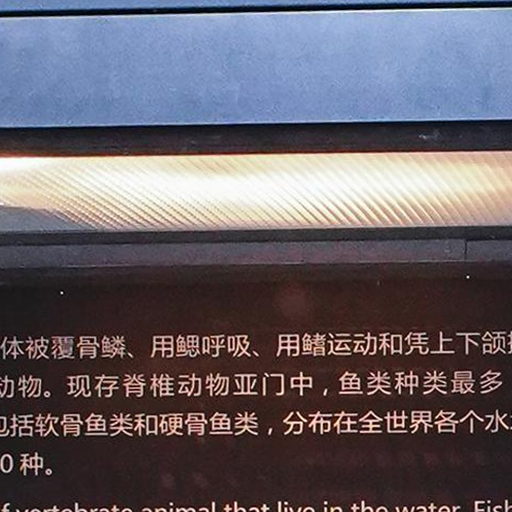 体被覆骨鳞、用鳃呼吸、用鳍运动和凭上下颌
动物。现存脊椎动物亚门中，鱼类种类最多
包括软骨鱼类和硬骨鱼类，分布在全世界各个水
0 种。
f vertebrate animal that live in the water. Fish